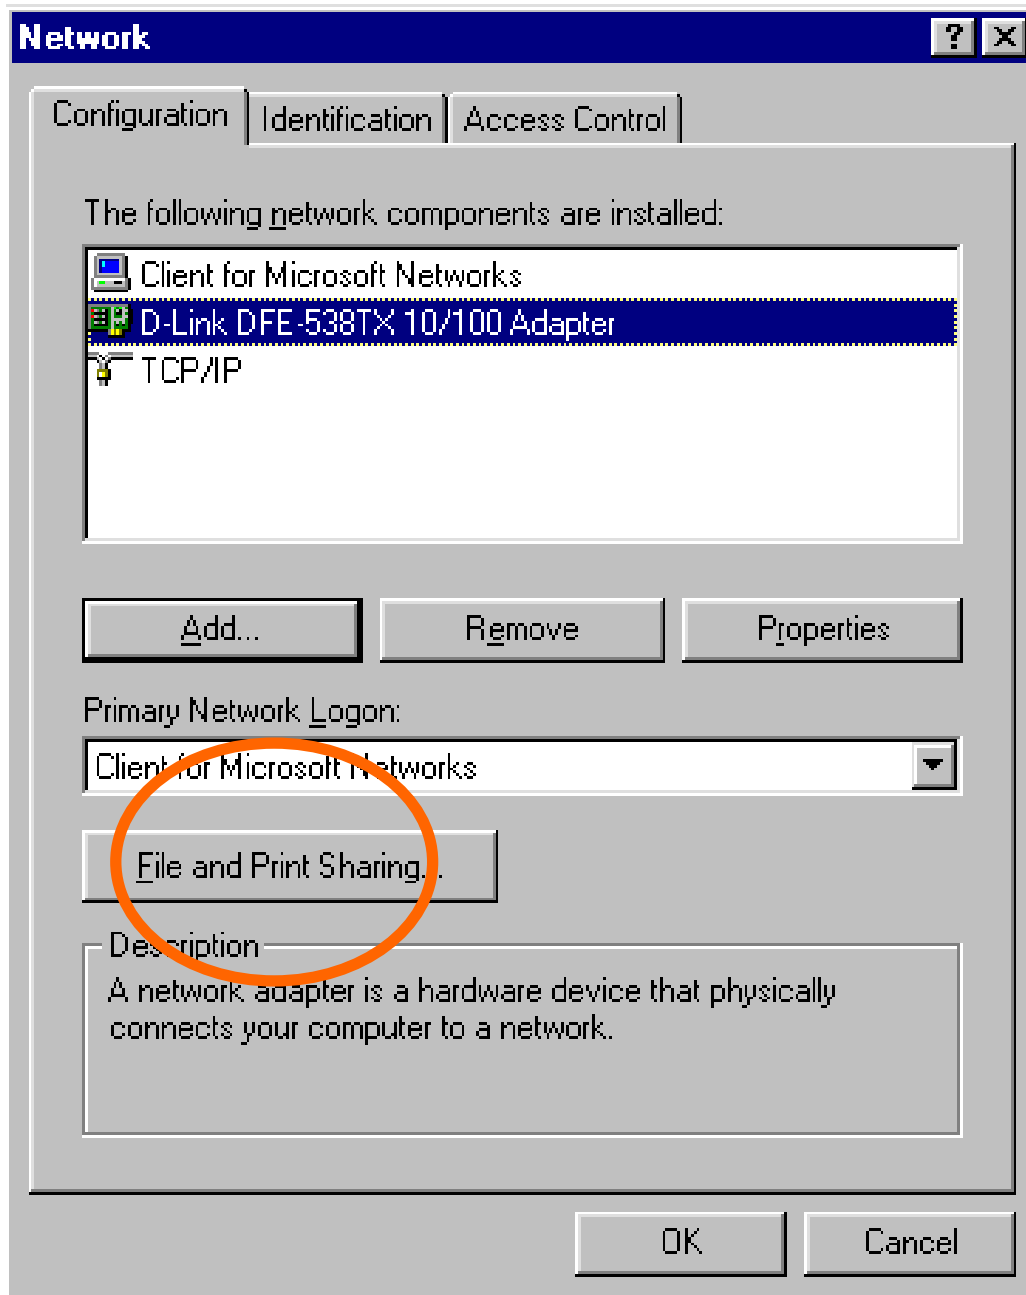 Network
Configuration Identification Access Control
The following network components are installed:
Client for Microsoft Networks
D-Link DFE-538TX 10/100 Adapter
TCP/IP
Add... Remove Properties
Primary Network Logon:
Client for Microsoft Networks
File and Print Sharing...
Description
A network adapter is a hardware device that physically
connects your computer to a network.
OK Cancel